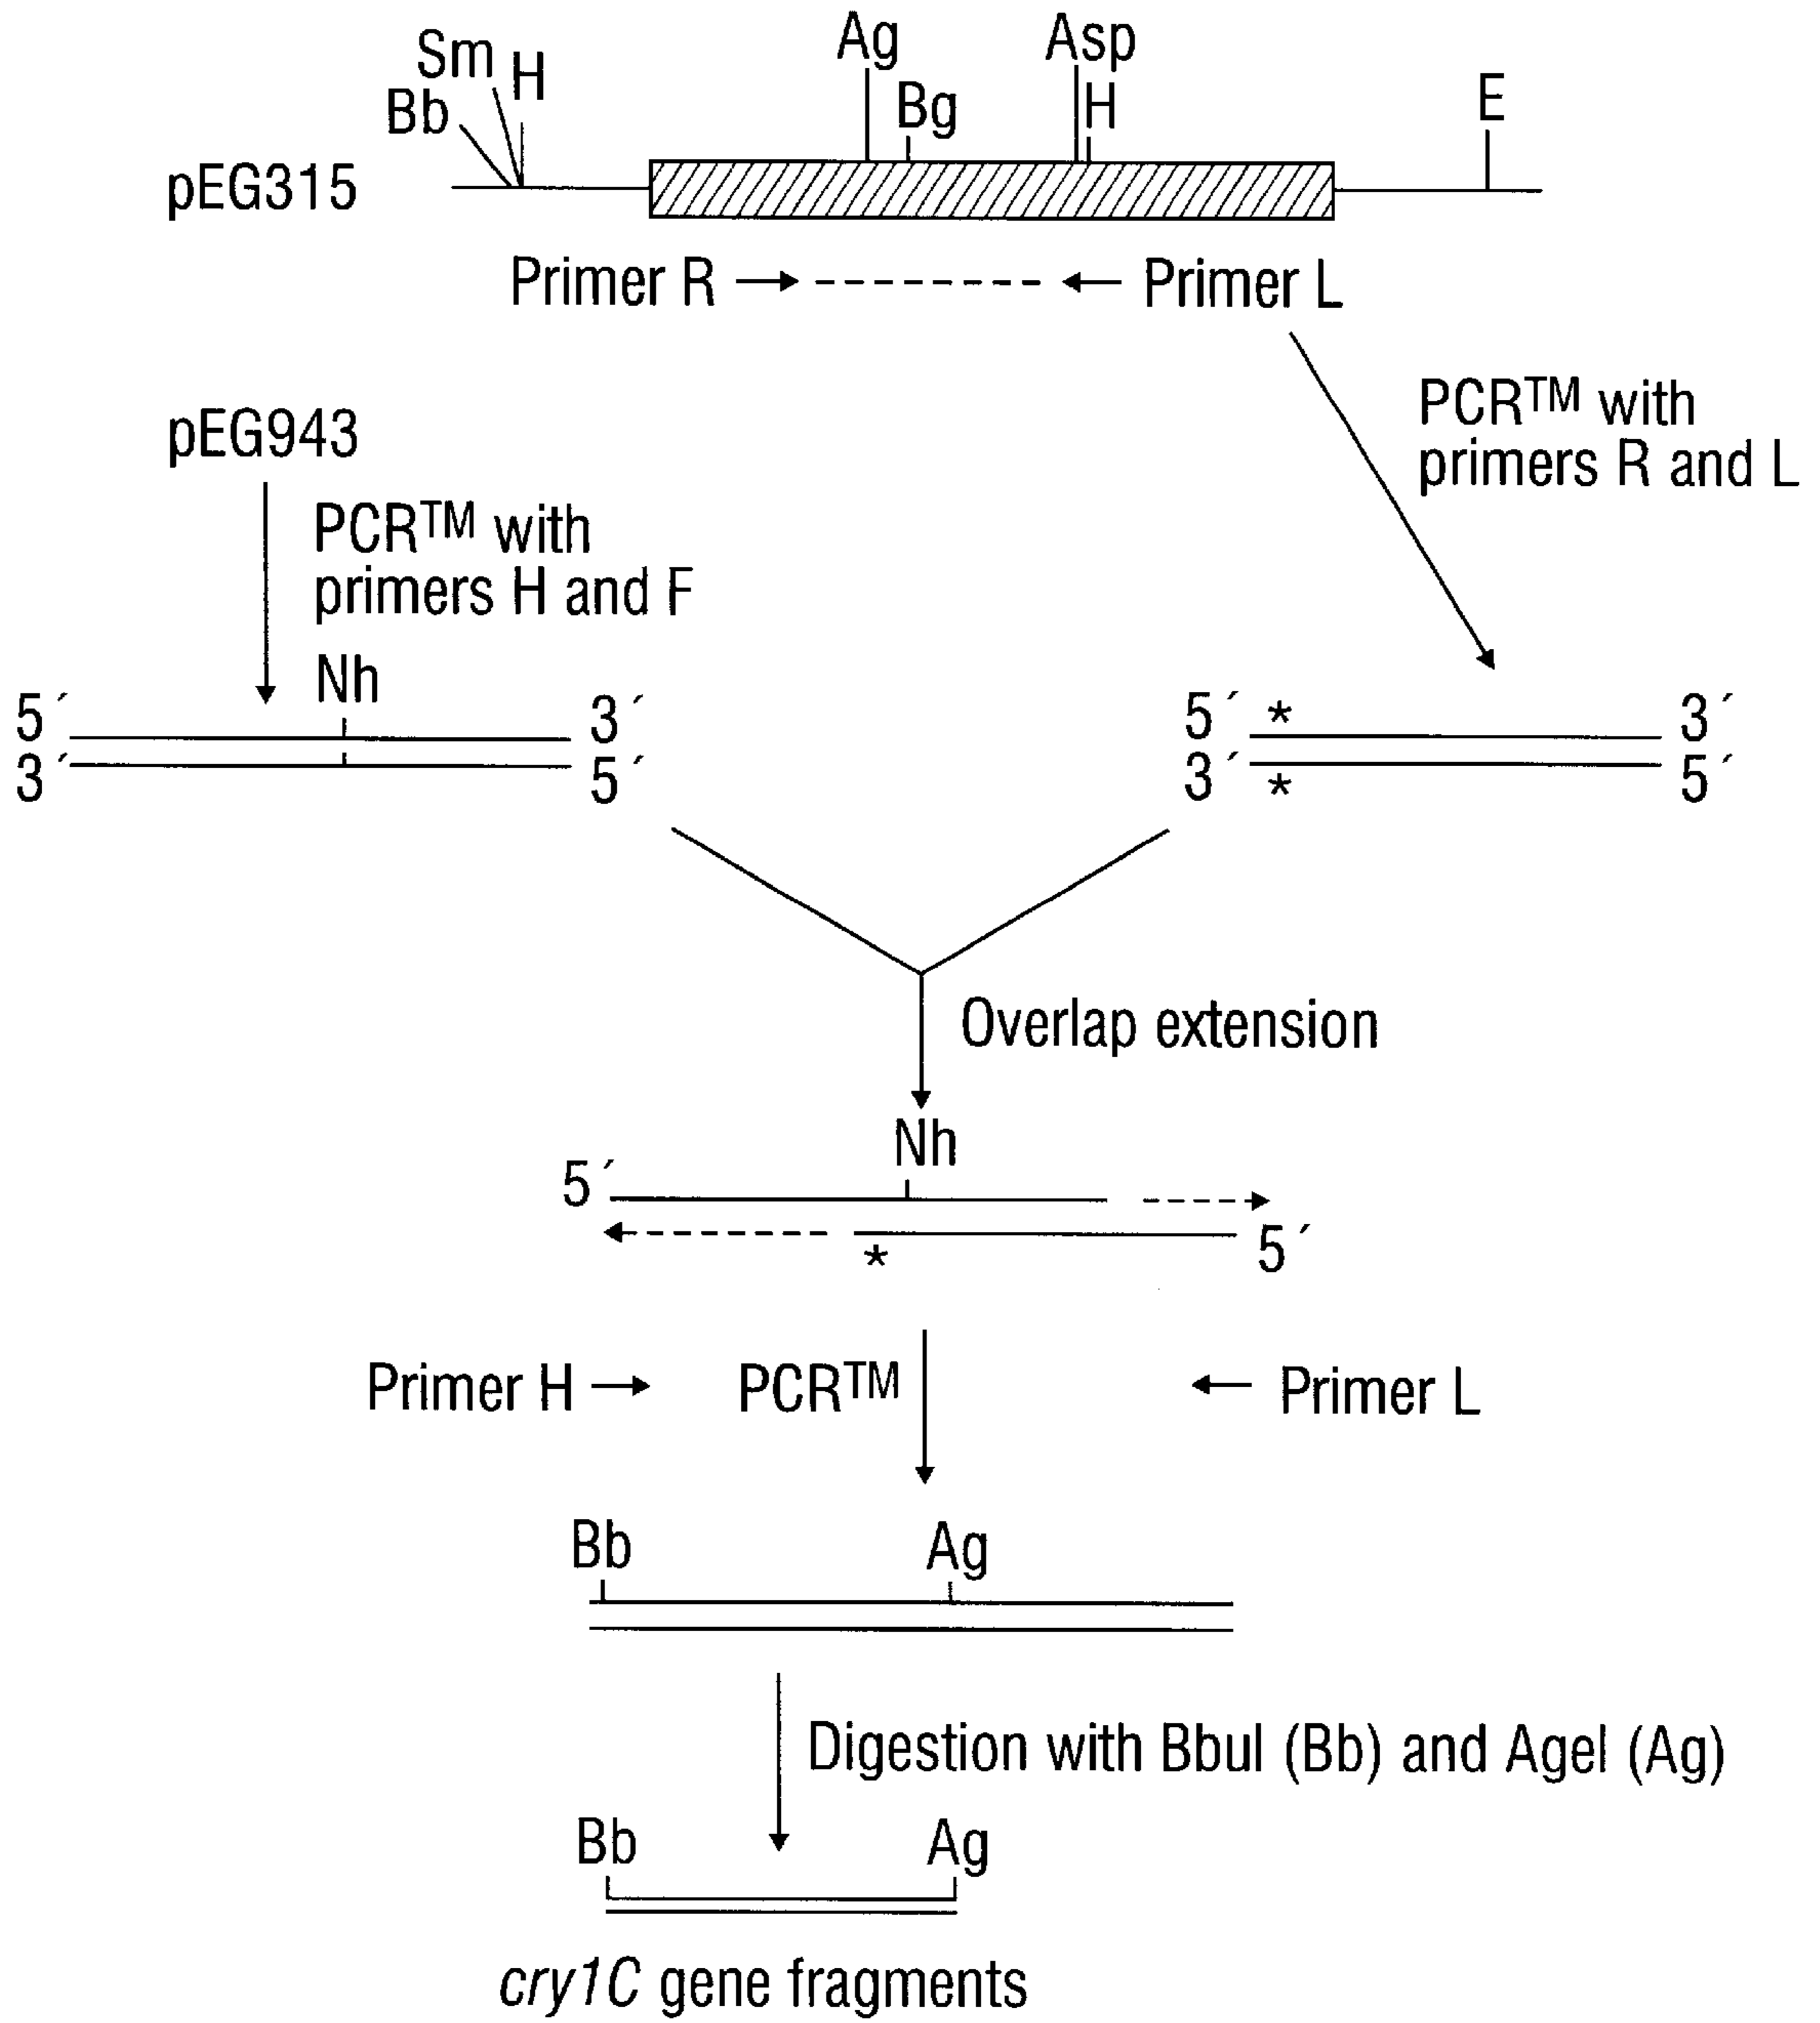 Sm H Ag Asp
Bb Bg H E
pEG315
Primer R Primer L
PCR™ with
primers R and L
pEG943
PCR™ with
primers H and F
Nh
5´ 3´ 5´ * 3´
3´ 5´ 3´ * 5´
Overlap extension
Nh
5´
* 5´
Primer H PCR™ Primer L
Bb Ag
Digestion with BbuI (Bb) and AgeI (Ag)
Bb Ag
cry1C gene fragments